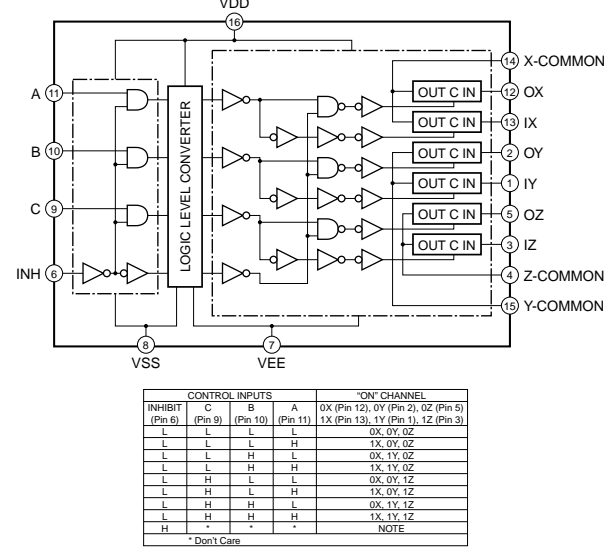 VDD
16
14 X-COMMON
A 11
OUT C IN
12 OX
OUT C IN
13 IX
B 10
OUT C IN
2 OY
OUT C IN
1 IY
C 9
OUT C IN
5 OZ
LOGIC LEVEL CONVERTER
OUT C IN
3 IZ
INH 6
4 Z-COMMON
15 Y-COMMON
8
7
VSS
VEE
CONTROL INPUTS "ON" CHANNEL
INHIBIT C B A 0X (Pin 12), 0Y (Pin 2), 0Z (Pin 5)
(Pin 6) (Pin 9) (Pin 10) (Pin 11) 1X (Pin 13), 1Y (Pin 1), 1Z (Pin 3)
L L L L 0X, 0Y, 0Z
L L L H 1X, 0Y, 0Z
L L H L 0X, 1Y, 0Z
L L H H 1X, 1Y, 0Z
L H L L 0X, 0Y, 1Z
L H L H 1X, 0Y, 1Z
L H H L 0X, 1Y, 1Z
L H H H 1X, 1Y, 1Z
H * * * NOTE
* Don't Care